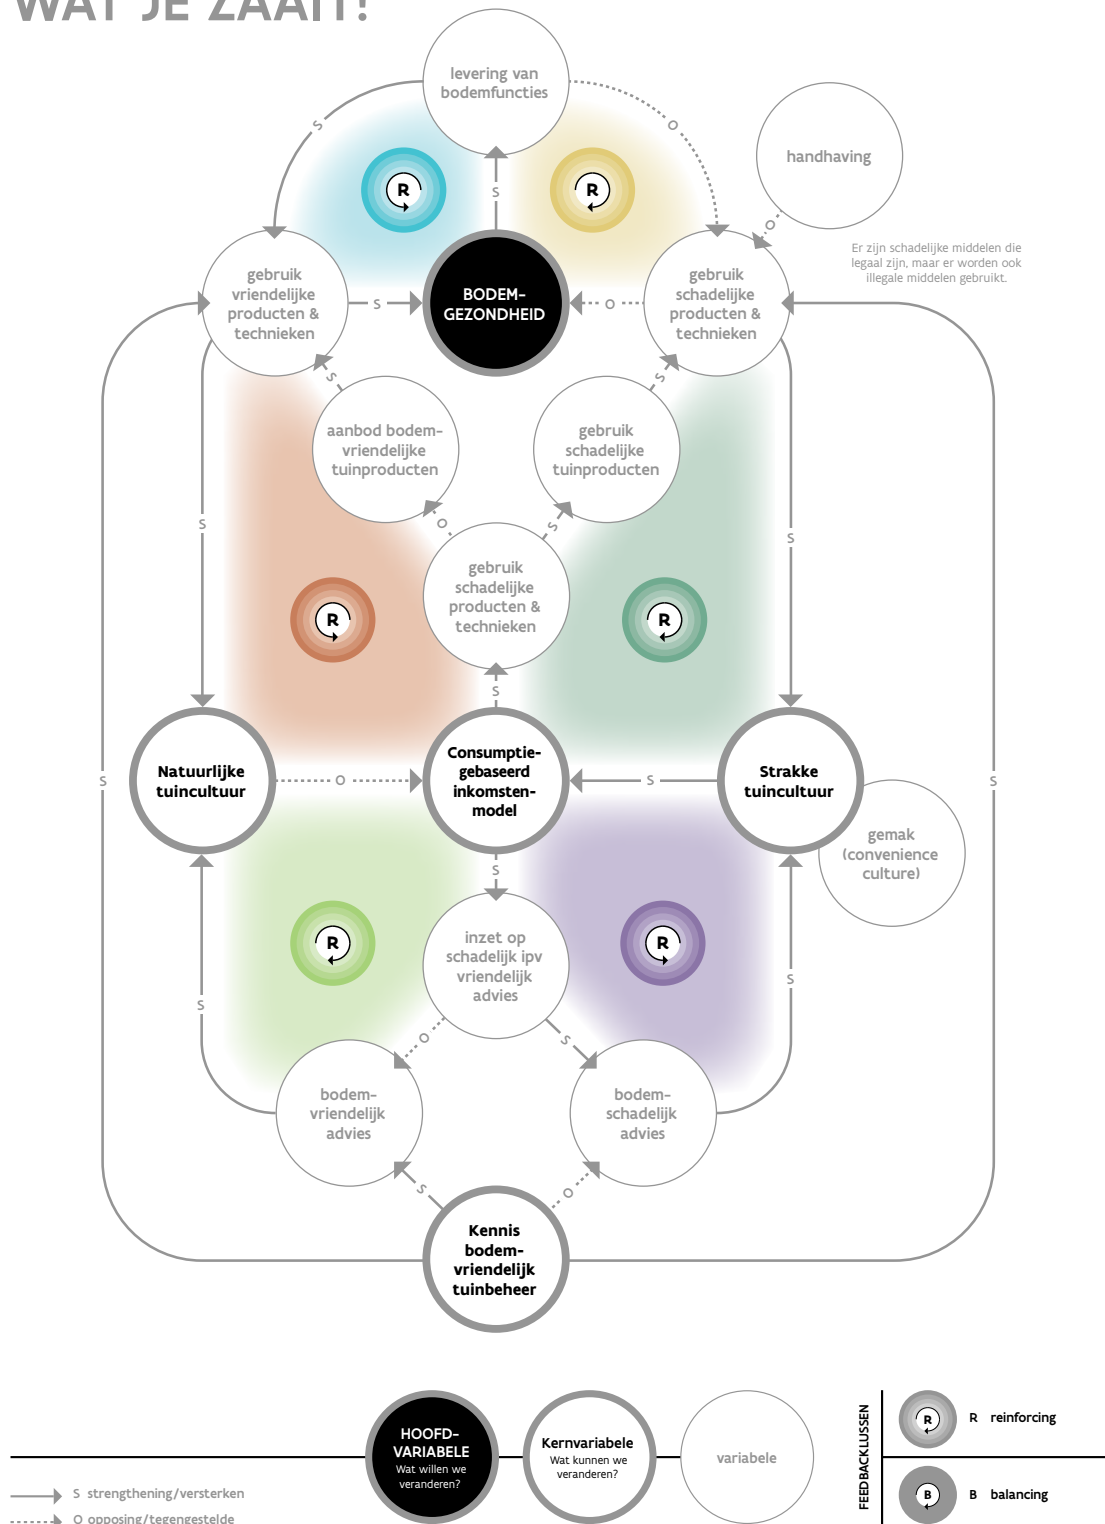 WAT JE ZAAIT!
levering van
bodemfuncties
S
O
handhaving
R
R
S
O
Er zijn schadelijke middelen die
legaal zijn, maar er worden ook
illegale middelen gebruikt.
gebruik
vriendelijke
producten &
technieken
S
BODEM-
GEZONDHEID
O
gebruik
schadelijke
producten &
technieken
S
S
aanbod bodem-
vriendelijke
tuinproducten
gebruik
schadelijke
tuinproducten
S
O
S
S
gebruik
schadelijke
producten &
technieken
R
R
S
Natuurlijke
tuincultuur
O
Consumptie-
gebaseerd
inkomsten-
model
S
Strakke
tuincultuur
S
S
gemak
(convenience
culture)
S
R
R
inzet op
schadelijk ipv
vriendelijk
advies
S
S
O
S
bodem-
vriendelijk
advies
bodem-
schadelijk
advies
S
O
Kennis
bodem-
vriendelijk
tuinbeheer
HOOFD-
VARIABELE
Wat willen we
veranderen?
Kernvariabele
Wat kunnen we
veranderen?
variabele
FEEDBACKLUSSEN
R
R reinforcing
B
B balancing
S strengthening/versterken
O opposing/tegengestelde